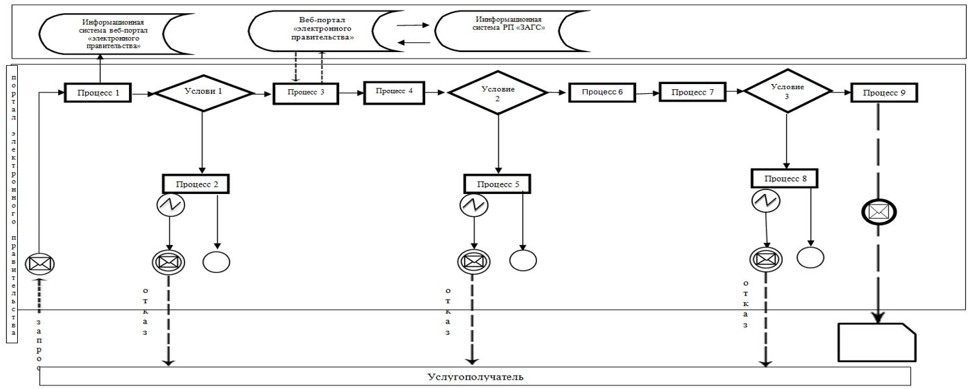 Информационная
система веб-портал
«электронного
правительства»
Веб-портал
«электронного
правительства»
Иинформационная
система РП «ЗАГС»
портал электронного правительства
Процесс 1
Услови 1
Процесс 3
Процесс 4
Условие
2
Процесс 6
Процесс 7
Условие
3
Процесс 9
Процесс 2
Процесс 5
Процесс 8
запрос
отказ
отказ
отказ
Услугополучатель